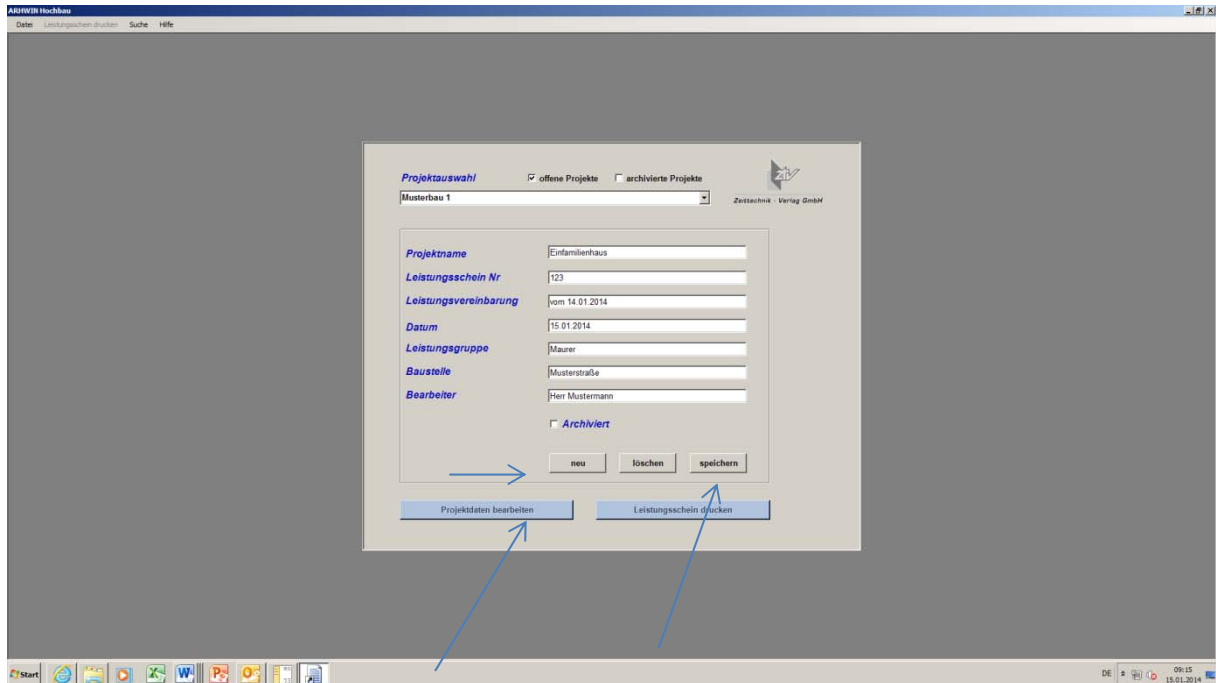 ARHWIN Hochbau
Datei Leistungsschein drucken Suche Hilfe
Projektauswahl offene Projekte archivierte Projekte
Musterbau 1
ztv
Zeittechnik - Verlag GmbH
Projektname Einfamilienhaus
Leistungsschein Nr 123
Leistungsvereinbarung vom 14.01.2014
Datum 15.01.2014
Leistungsgruppe Maurer
Baustelle Musterstraße
Bearbeiter Herr Mustermann
Archiviert
neu löschen speichern
Projektdaten bearbeiten Leistungsschein drucken
Start DE 09:15
15.01.2014